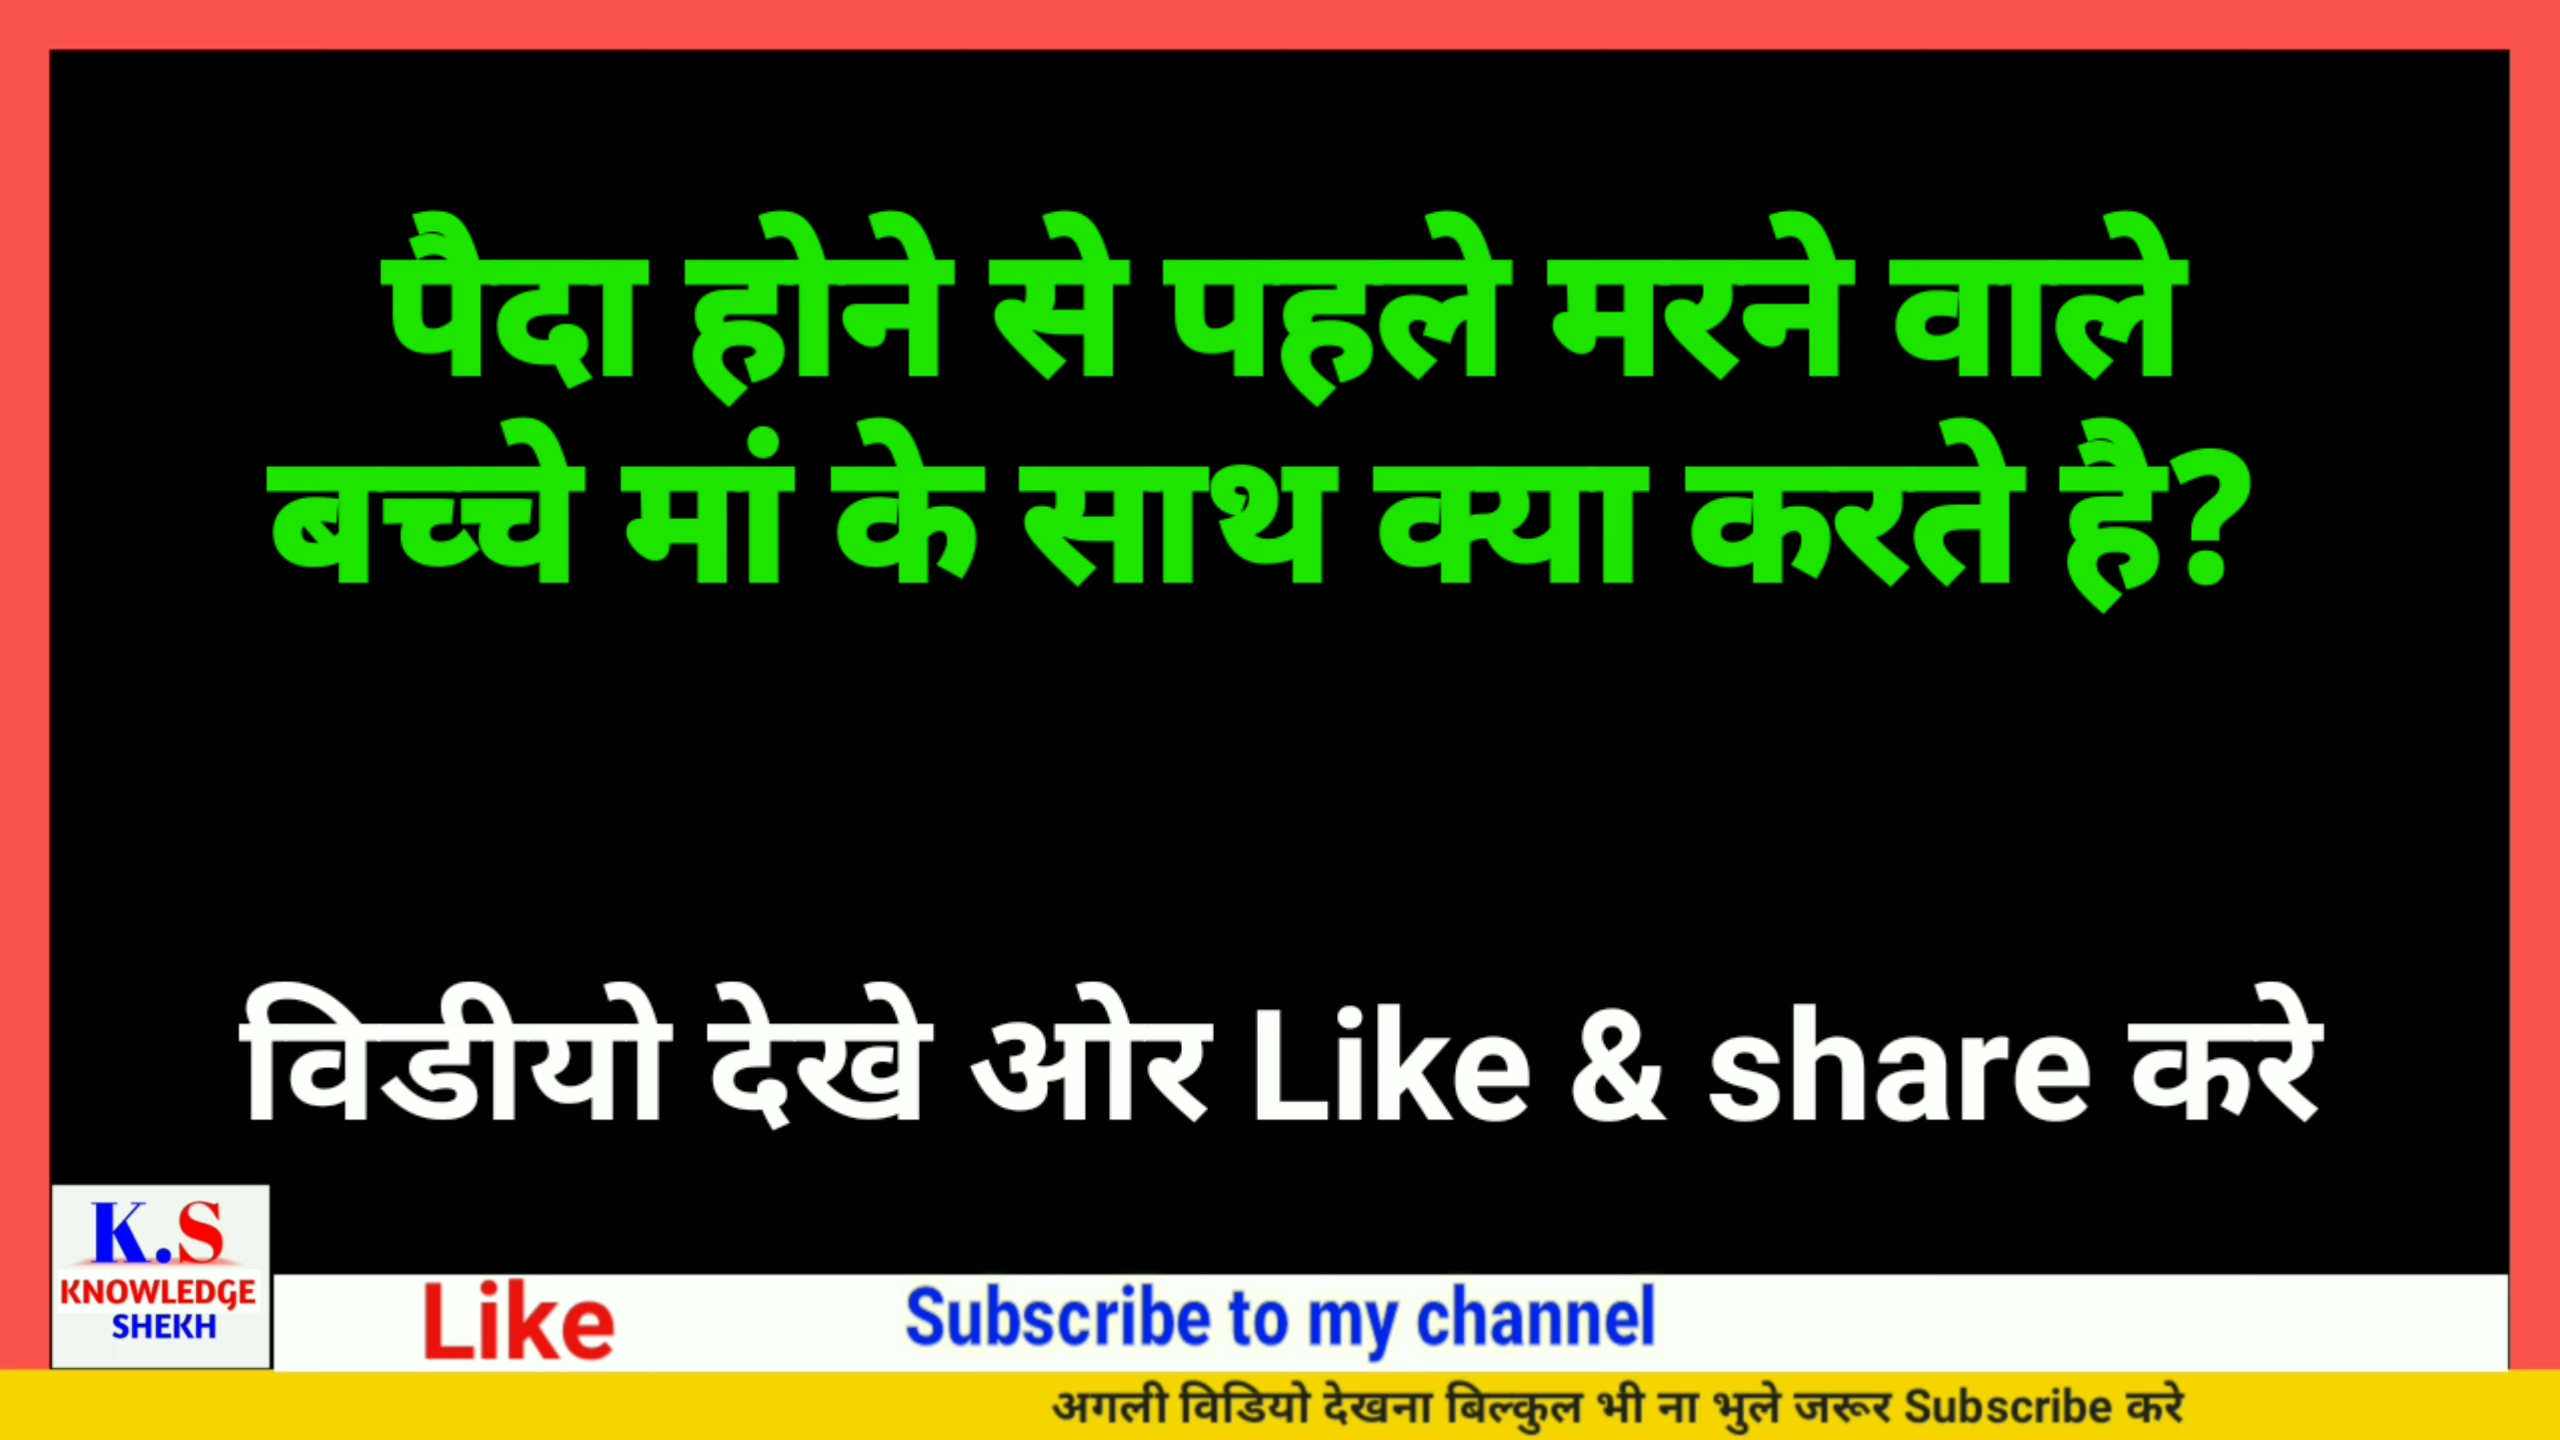 पैदा होने से पहले मरने वाले
बच्चे मां के साथ क्या करते है?
विडीयो देखे ओर Like & share करे
K.S
KNOWLEDGE
SHEKH
Like
Subscribe to my channel
अगली विडियो देखना बिल्कुल भी ना भुले जरूर Subscribe करे